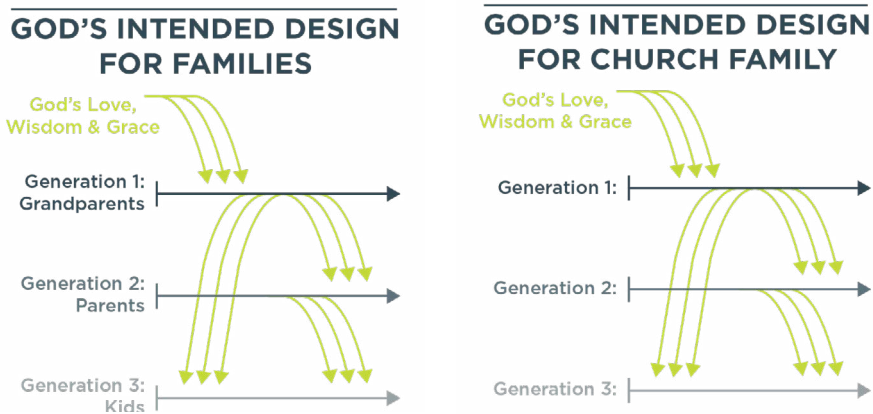 GOD'S INTENDED DESIGN
FOR FAMILIES
God's Love,
Wisdom & Grace
Generation 1:
Grandparents
Generation 2:
Parents
Generation 3:
Kids
GOD'S INTENDED DESIGN
FOR CHURCH FAMILY
God's Love,
Wisdom & Grace
Generation 1:
Generation 2:
Generation 3: